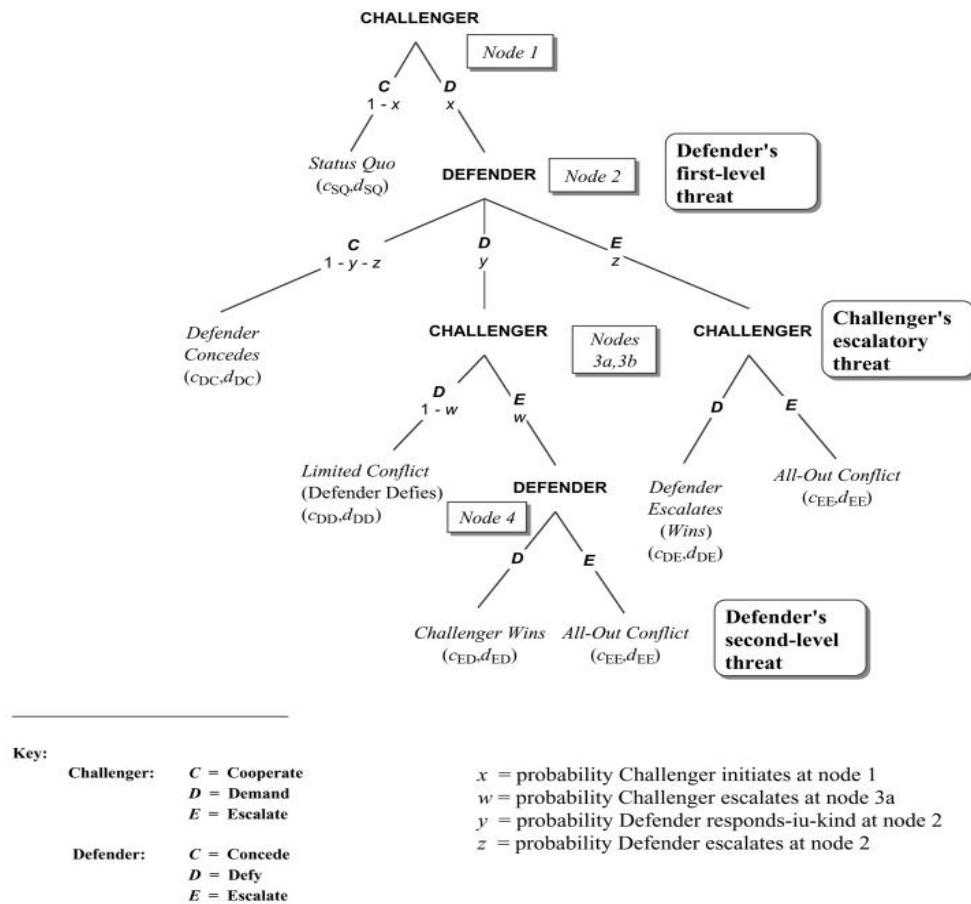 CHALLENGER
Node 1
C D
1 - x x
Status Quo
(cSQ,dSQ)
DEFENDER
Node 2
Defender's
first-level
threat
C D E
1 - y - z y z
Defender
Concedes
(cDC,dDC)
CHALLENGER
Nodes
3a,3b
CHALLENGER
Challenger's
escalatory
threat
D E
1 - w w
D E
Limited Conflict
(Defender Defies)
(cDD,dDD)
DEFENDER
Node 4
Defender
Escalates
(Wins)
(cDE,dDE)
All-Out Conflict
(cEE,dEE)
D E
Challenger Wins
(cED,dED)
All-Out Conflict
(cEE,dEE)
Defender's
second-level
threat
Key:
Challenger: C = Cooperate
D = Demand
E = Escalate
Defender: C = Concede
D = Defy
E = Escalate
x = probability Challenger initiates at node 1
w = probability Challenger escalates at node 3a
y = probability Defender responds-iu-kind at node 2
z = probability Defender escalates at node 2